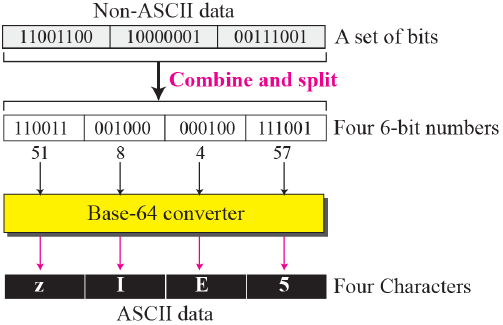 Non-ASCII data
11001100 10000001 00111001 A set of bits
Combine and split
110011 001000 000100 111001 Four 6-bit numbers
51 8 4 57
Base-64 converter
z I E 5 Four Characters
ASCII data